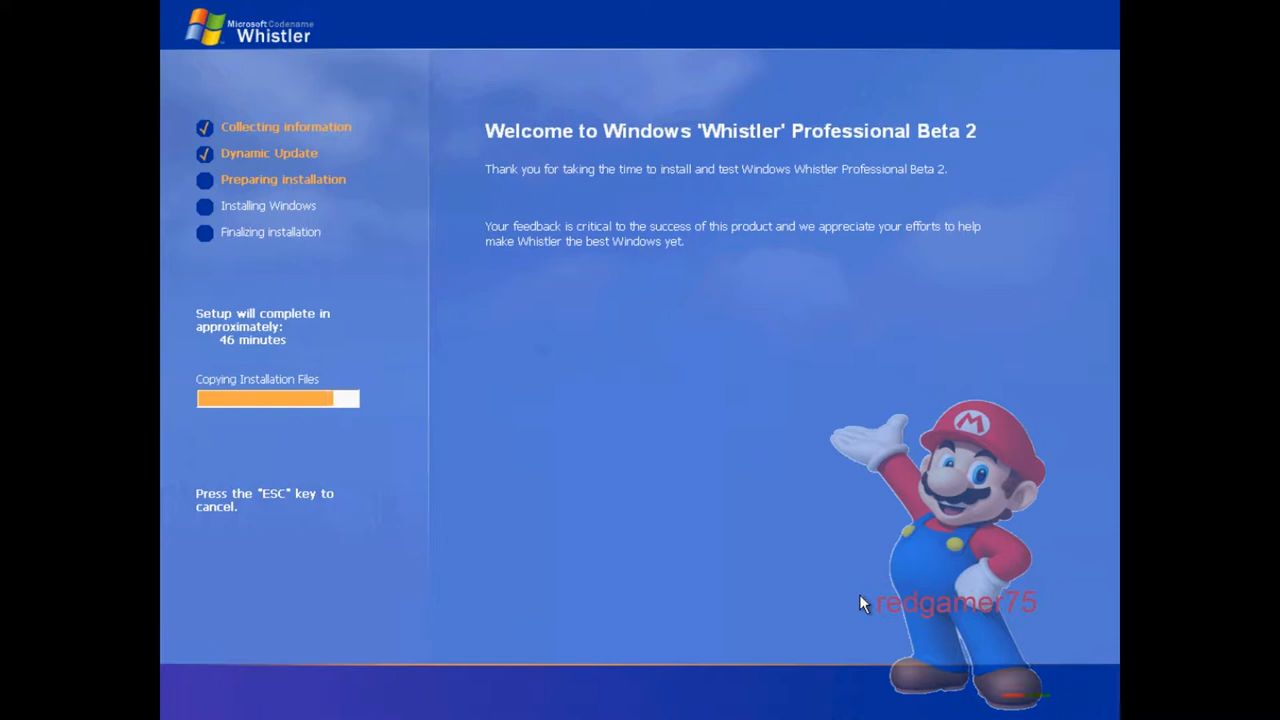 Microsoft Codename
Whistler
Collecting information
Dynamic Update
Preparing installation
Installing Windows
Finalizing installation
Setup will complete in
approximately:
46 minutes
Copying Installation Files
Press the "ESC" key to
cancel.
Welcome to Windows 'Whistler' Professional Beta 2
Thank you for taking the time to install and test Windows Whistler Professional Beta 2.
Your feedback is critical to the success of this product and we appreciate your efforts to help
make Whistler the best Windows yet.
M
redgamer75